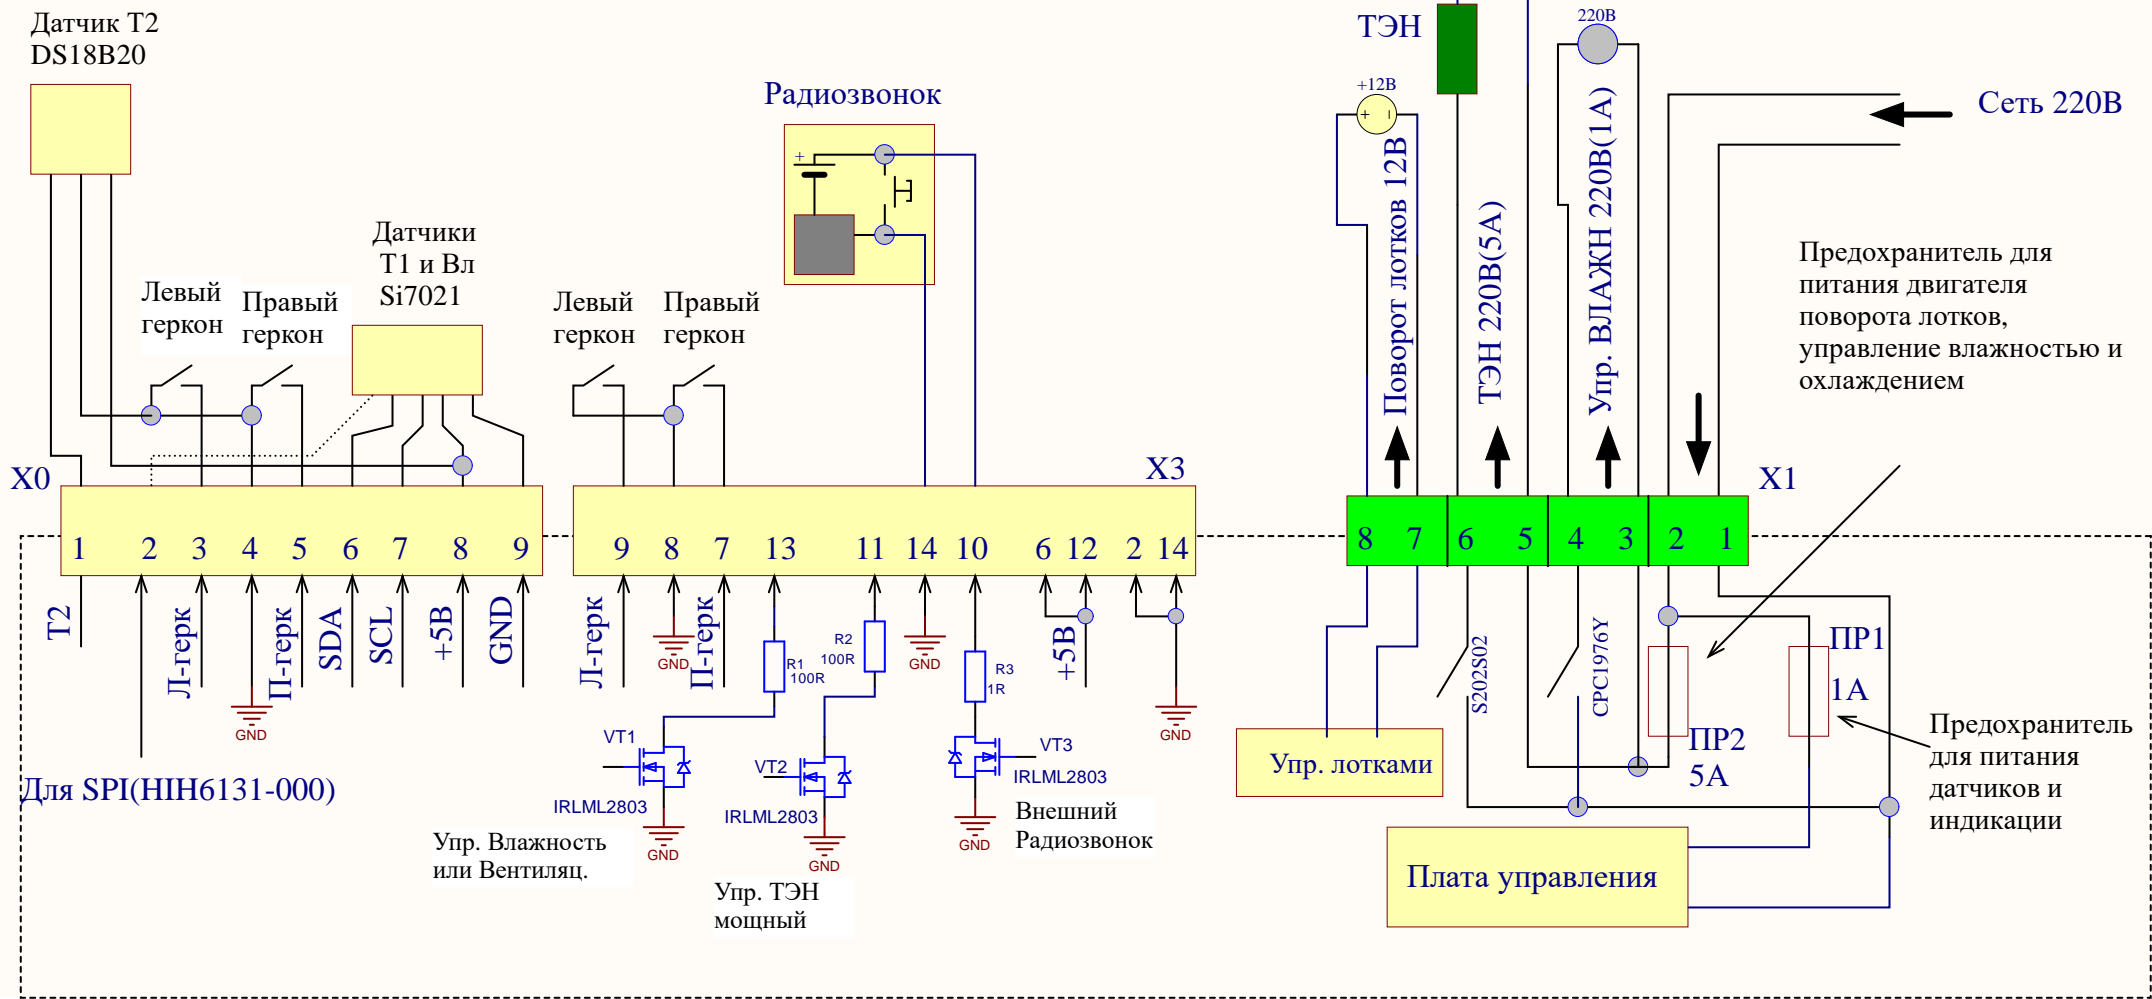 Датчик Т2
DS18B20
Датчики
Т1 и Вл
Si7021
Левый
геркон
Правый
геркон
Левый
геркон
Правый
геркон
Радиозвонок
+
ТЭН
+12В
+ -
220В
Поворот лотков 12В
ТЭН 220В(5А)
Упр. ВЛАЖН 220В(1А)
Сеть 220В
Предохранитель для
питания двигателя
поворота лотков,
управление влажностью и
охлаждением
X0
1 2 3 4 5 6 7 8 9
X3
9 8 7 13 11 14 10 6 12 2 14
X1
8 7 6 5 4 3 2 1
Т2
Л-герк
GND
П-герк
SDA
SCL
+5В
GND
Для SPI(HIH6131-000)
Л-герк
GND
П-герк
R1
100R
R2
100R
GND
R3
1R
+5В
GND
VT1
IRLML2803
GND
Упр. Влажность
или Вентиляц.
VT2
IRLML2803
GND
Упр. ТЭН
мощный
VT3
IRLML2803
GND
Внешний
Радиозвонок
Упр. лотками
S202S02
CPC1976Y
ПР2
5А
ПР1
1А
Предохранитель
для питания
датчиков и
индикации
Плата управления